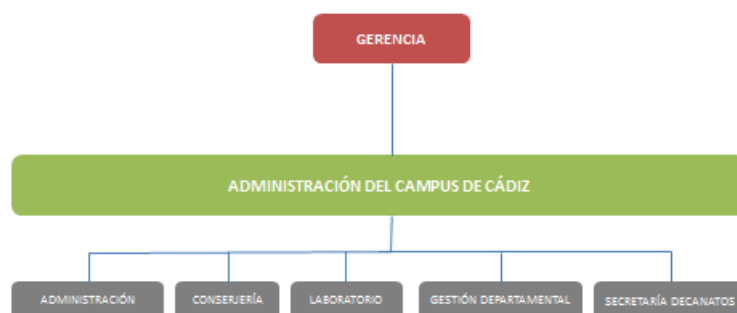 GERENCIA
ADMINISTRACIÓN DEL CAMPUS DE CÁDIZ
ADMINISTRACIÓN
CONSERJERÍA
LABORATORIO
GESTIÓN DEPARTAMENTAL
SECRETARÍA DECANATOS